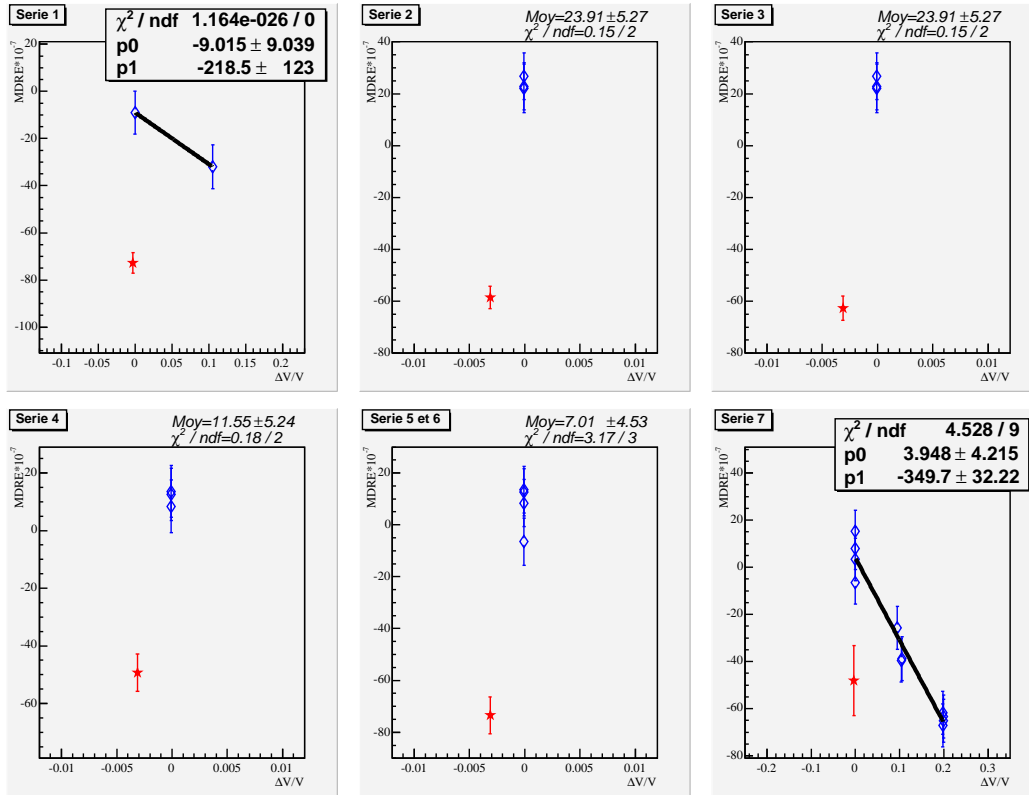 Serie 1
χ² / ndf 1.164e-026 / 0
p0 -9.015 ± 9.039
p1 -218.5 ± 123
MDRE*10⁻⁷
20
0
-20
-40
-60
-80
-100
-0.1 -0.05 0 0.05 0.1 0.15 0.2
ΔV/V
Serie 2
Moy=23.91 ±5.27
χ² / ndf=0.15 / 2
MDRE*10⁻⁷
40
20
0
-20
-40
-60
-80
-0.01 -0.005 0 0.005 0.01
ΔV/V
Serie 3
Moy=23.91 ±5.27
χ² / ndf=0.15 / 2
MDRE*10⁻⁷
40
20
0
-20
-40
-60
-80
-0.01 -0.005 0 0.005 0.01
ΔV/V
Serie 4
Moy=11.55 ±5.24
χ² / ndf=0.18 / 2
MDRE*10⁻⁷
20
0
-20
-40
-60
-0.01 -0.005 0 0.005 0.01
ΔV/V
Serie 5 et 6
Moy=7.01 ±4.53
χ² / ndf=3.17 / 3
MDRE*10⁻⁷
20
0
-20
-40
-60
-80
-0.01 -0.005 0 0.005 0.01
ΔV/V
Serie 7
χ² / ndf 4.528 / 9
p0 3.948 ± 4.215
p1 -349.7 ± 32.22
MDRE*10⁻⁷
40
20
0
-20
-40
-60
-80
-0.2 -0.1 0 0.1 0.2 0.3
ΔV/V